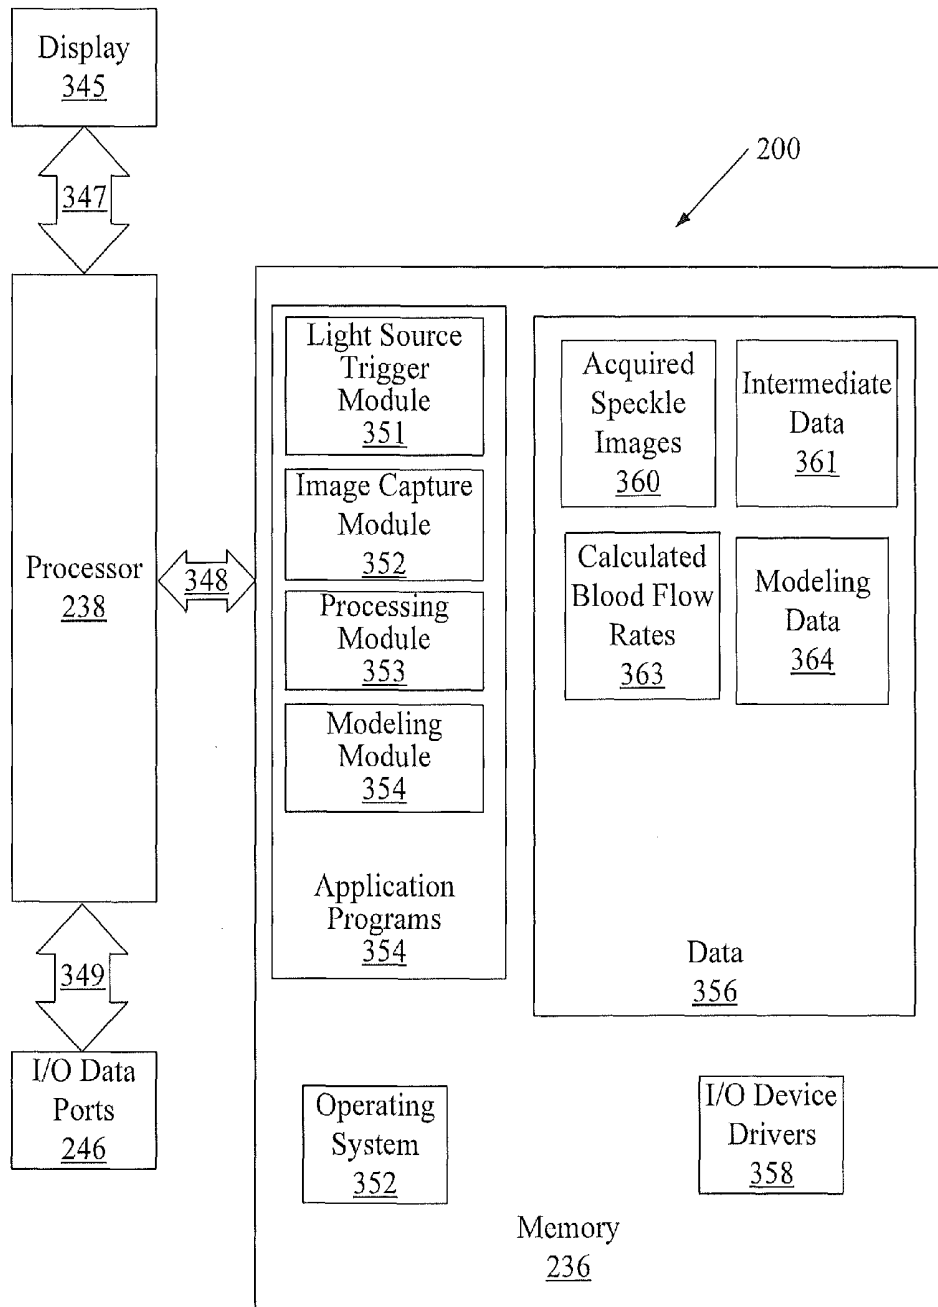 Display
345
347
200
Processor
238
348
349
I/O Data
Ports
246
Light Source
Trigger
Module
351
Image Capture
Module
352
Processing
Module
353
Modeling
Module
354
Application
Programs
354
Acquired
Speckle
Images
360
Intermediate
Data
361
Calculated
Blood Flow
Rates
363
Modeling
Data
364
Data
356
Operating
System
352
I/O Device
Drivers
358
Memory
236